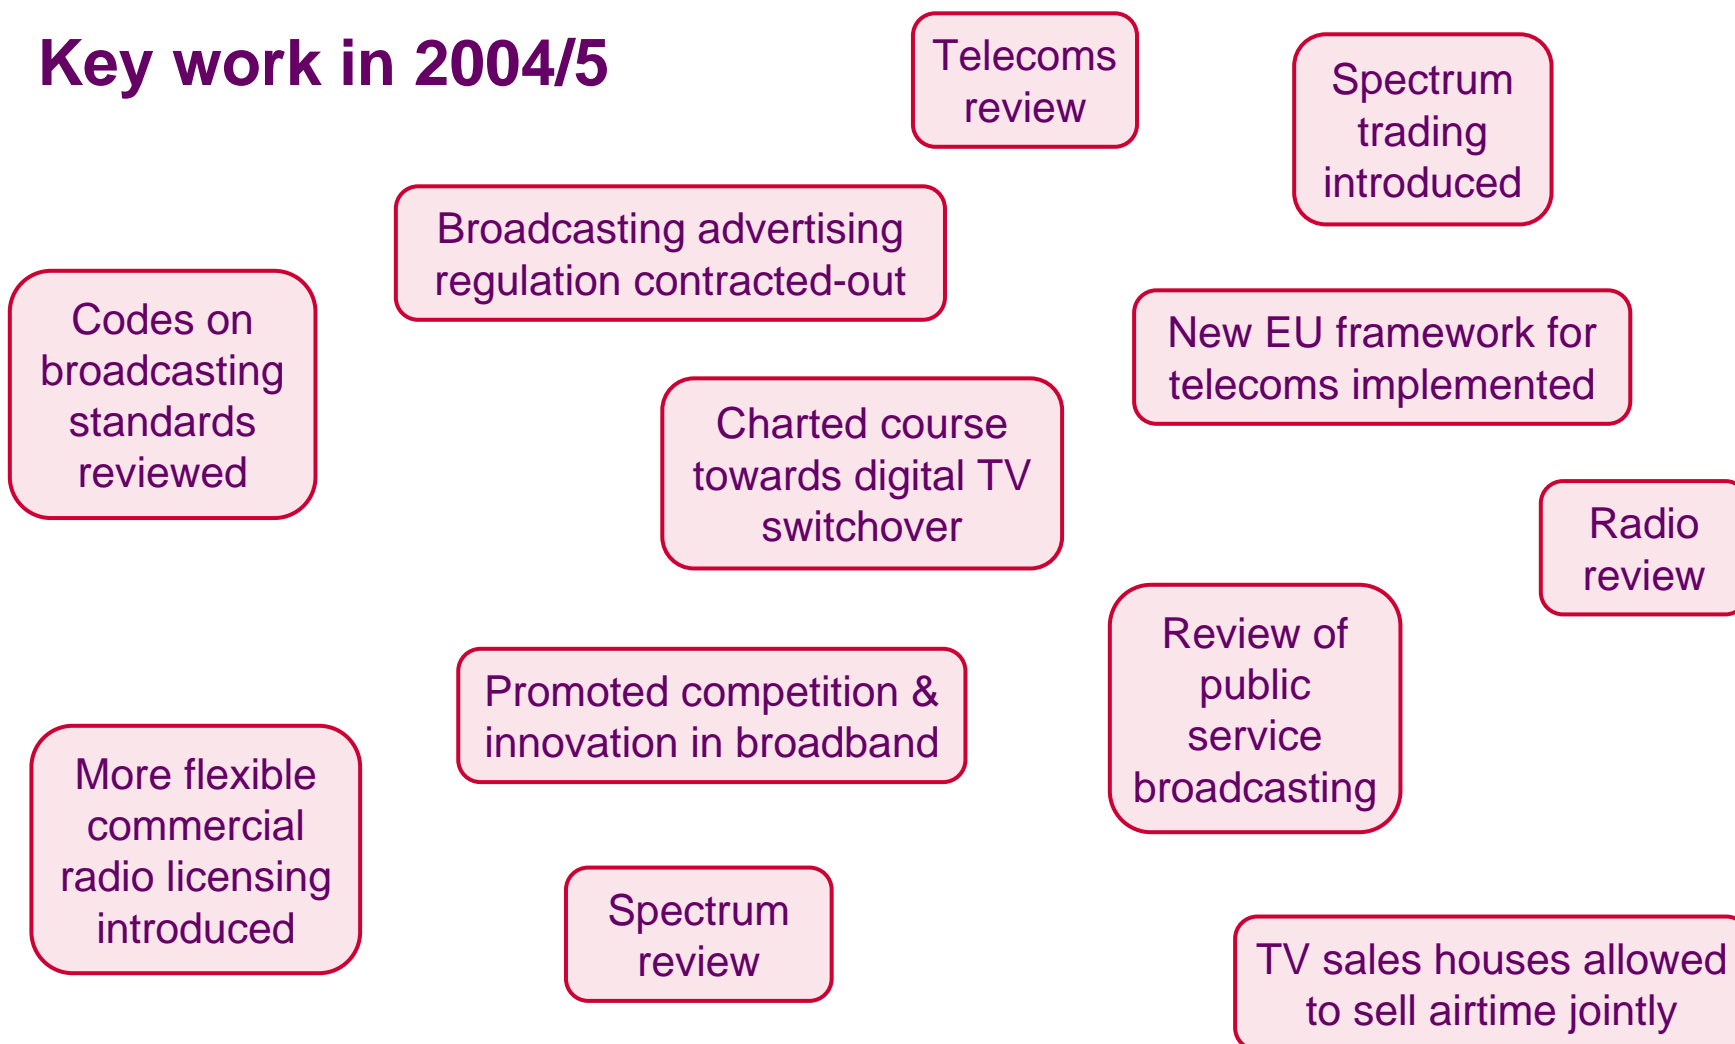 Key work in 2004/5
Telecoms
review
Spectrum
trading
introduced
Broadcasting advertising
regulation contracted-out
Codes on
broadcasting
standards
reviewed
New EU framework for
telecoms implemented
Charted course
towards digital TV
switchover
Radio
review
Review of
public
service
broadcasting
Promoted competition &
innovation in broadband
More flexible
commercial
radio licensing
introduced
Spectrum
review
TV sales houses allowed
to sell airtime jointly